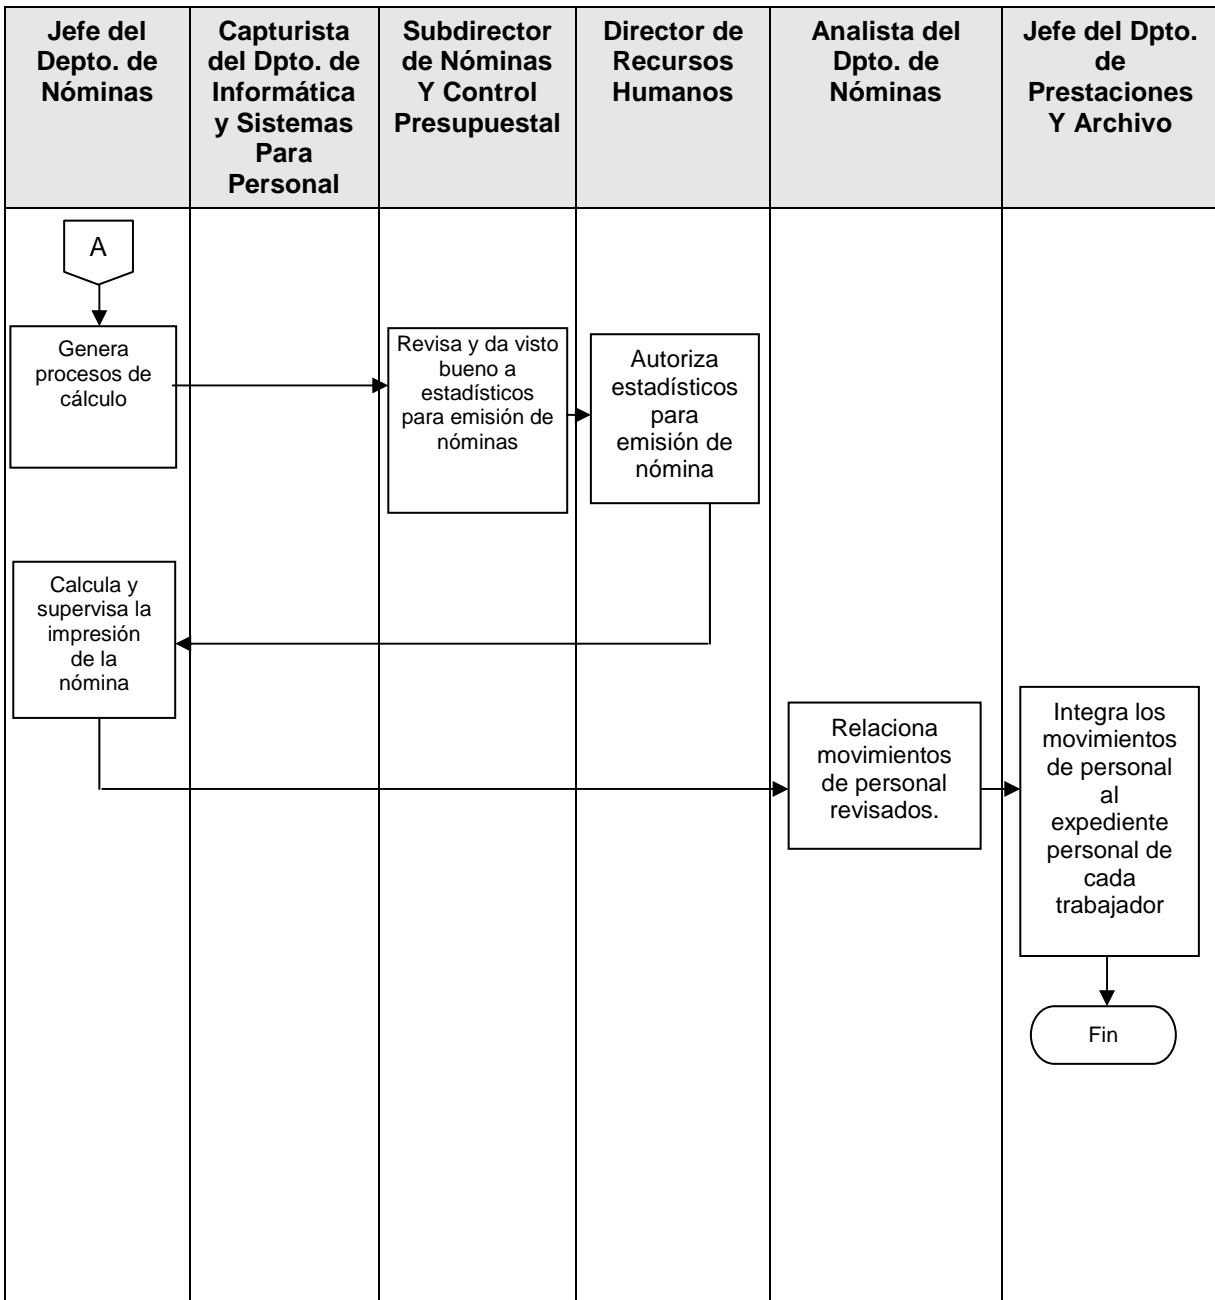 Jefe del
Depto. de
Nóminas
Capturista
del Dpto. de
Informática
y Sistemas
Para
Personal
Subdirector
de Nóminas
Y Control
Presupuestal
Director de
Recursos
Humanos
Analista del
Dpto. de
Nóminas
Jefe del Dpto.
de
Prestaciones
Y Archivo
A
Genera
procesos de
cálculo
Revisa y da visto
bueno a
estadísticos
para emisión de
nóminas
Autoriza
estadísticos
para
emisión de
nómina
Calcula y
supervisa la
impresión
de la
nómina
Relaciona
movimientos
de personal
revisados.
Integra los
movimientos
de personal
al
expediente
personal de
cada
trabajador
Fin